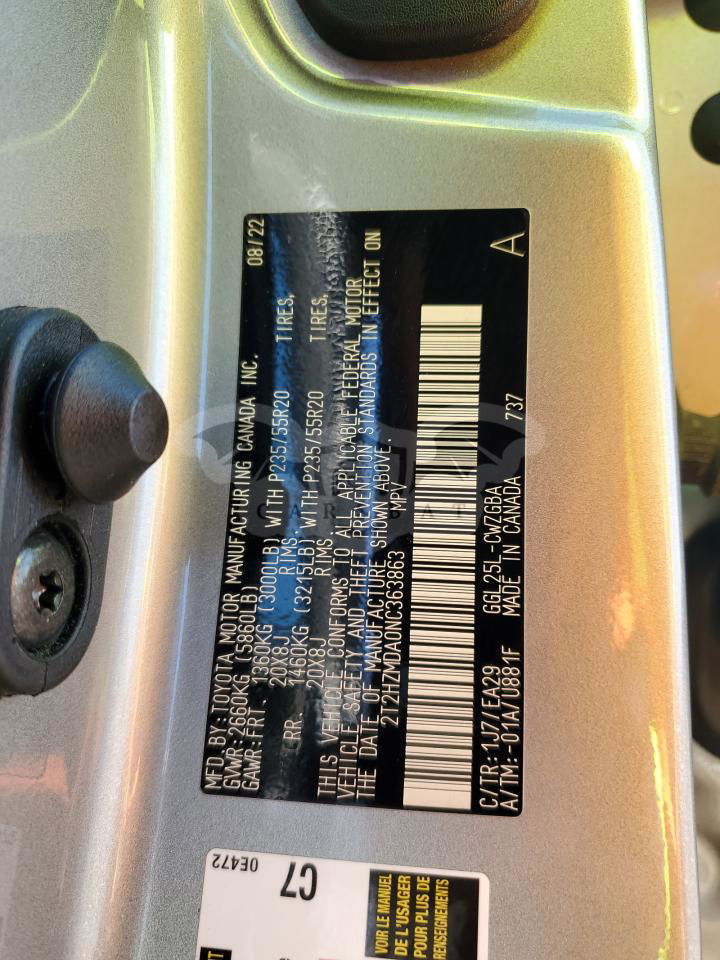 MFD.BY:TOYOTA MOTOR MANUFACTURING CANADA INC. 08/22
GVWR:2660KG (5860LB)
GAWR:FRT. 1360KG (3000LB) WITH P235/55R20 TIRES,
20X8J RIMS
RR. 1460KG (3215LB) WITH P235/55R20 TIRES,
20X8J RIMS
THIS VEHICLE CONFORMS TO ALL APPLICABLE FEDERAL MOTOR
VEHICLE SAFETY AND THEFT PREVENTION STANDARDS IN EFFECT ON
THE DATE OF MANUFACTURE SHOWN ABOVE.
2T2HZMDA0NC363863 MPV
C/TR:1J7/EA29 GGL25L-CWZGBA 737
A/TM:-01A/U881F MADE IN CANADA A
0E472
C7
VOIR LE MANUEL
DE L'USAGER
POUR PLUS DE
RENSEIGNEMENTS